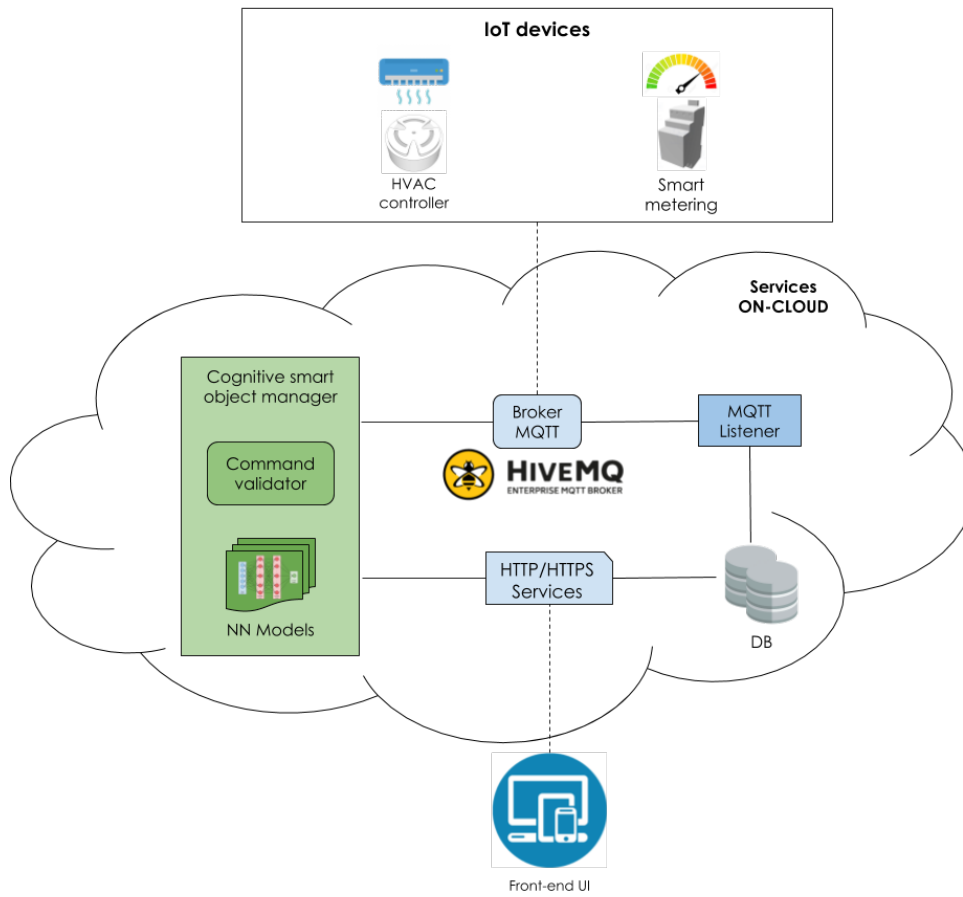 IoT devices
HVAC
controller
Smart
metering
Services
ON-CLOUD
Cognitive smart
object manager
Broker
MQTT
MQTT
Listener
Command
validator
HIVEMQ
ENTERPRISE MQTT BROKER
HTTP/HTTPS
Services
NN Models
DB
Front-end UI